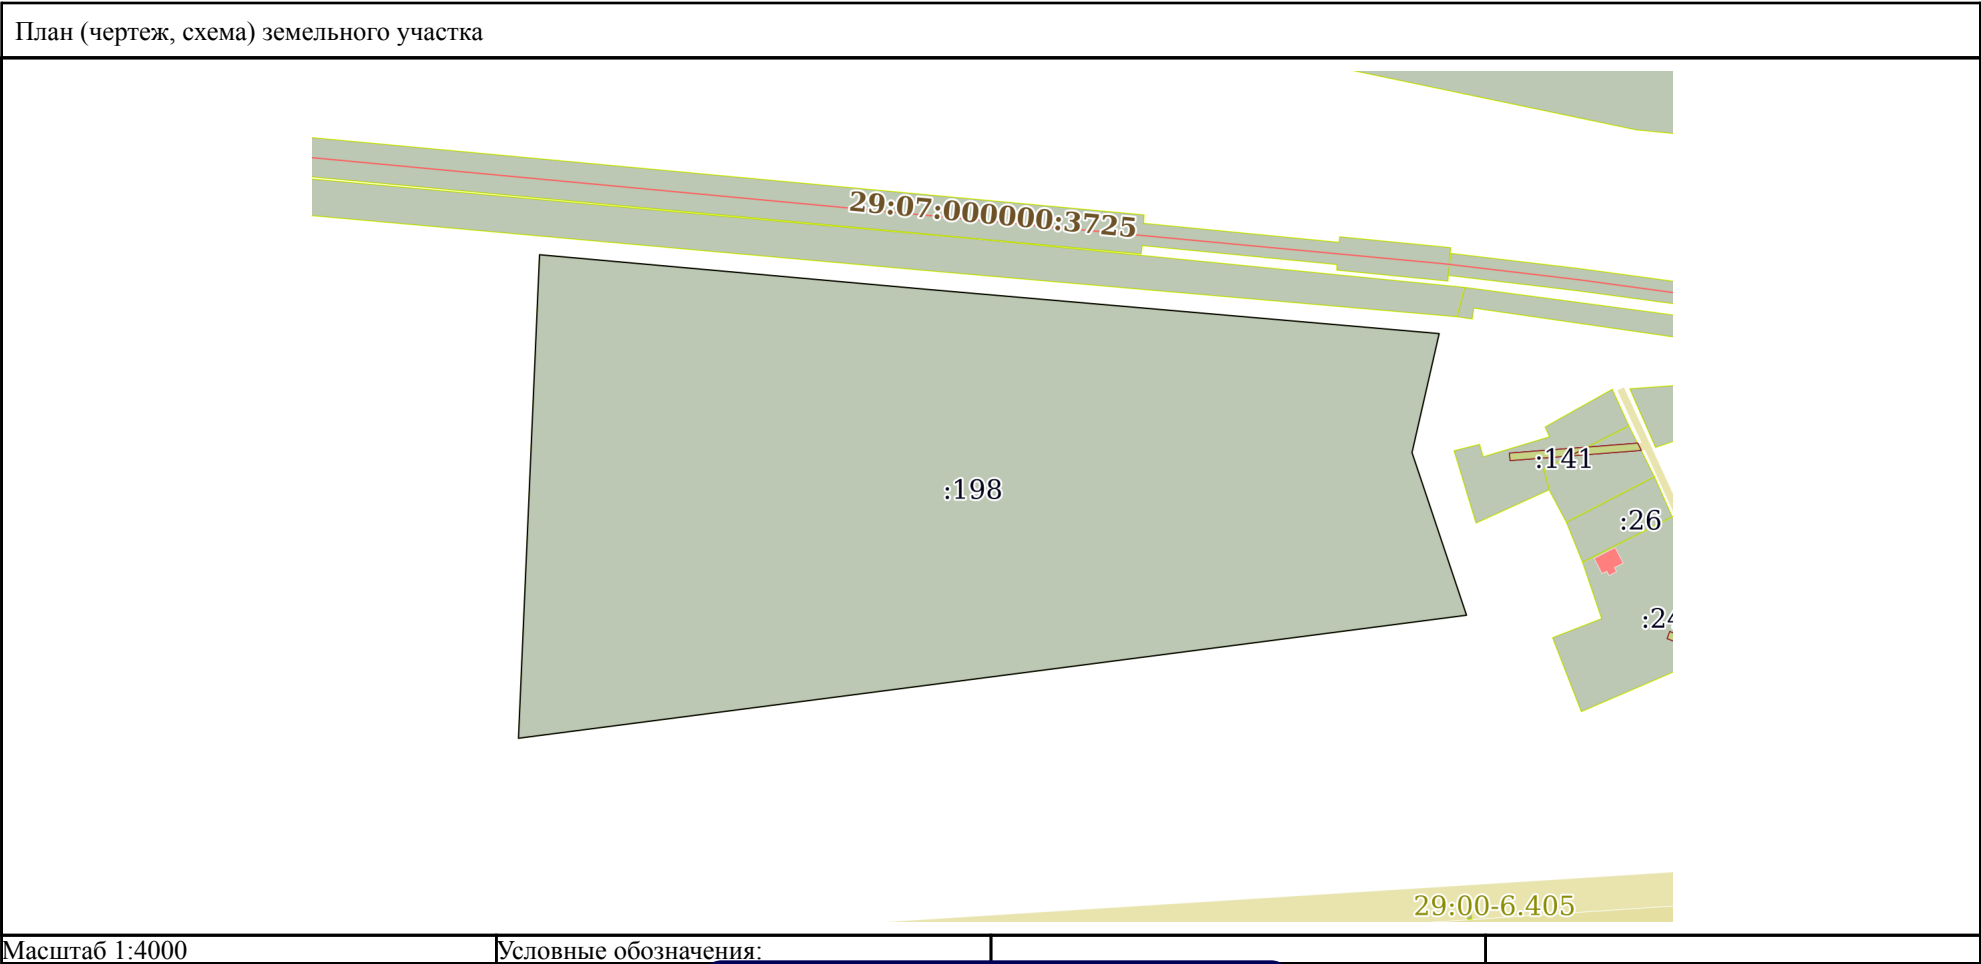 План (чертеж, схема) земельного участка
29:07:000000:3725
:141
:198
:26
:24
29:00-6.405
Масштаб 1:4000
Условные обозначения: